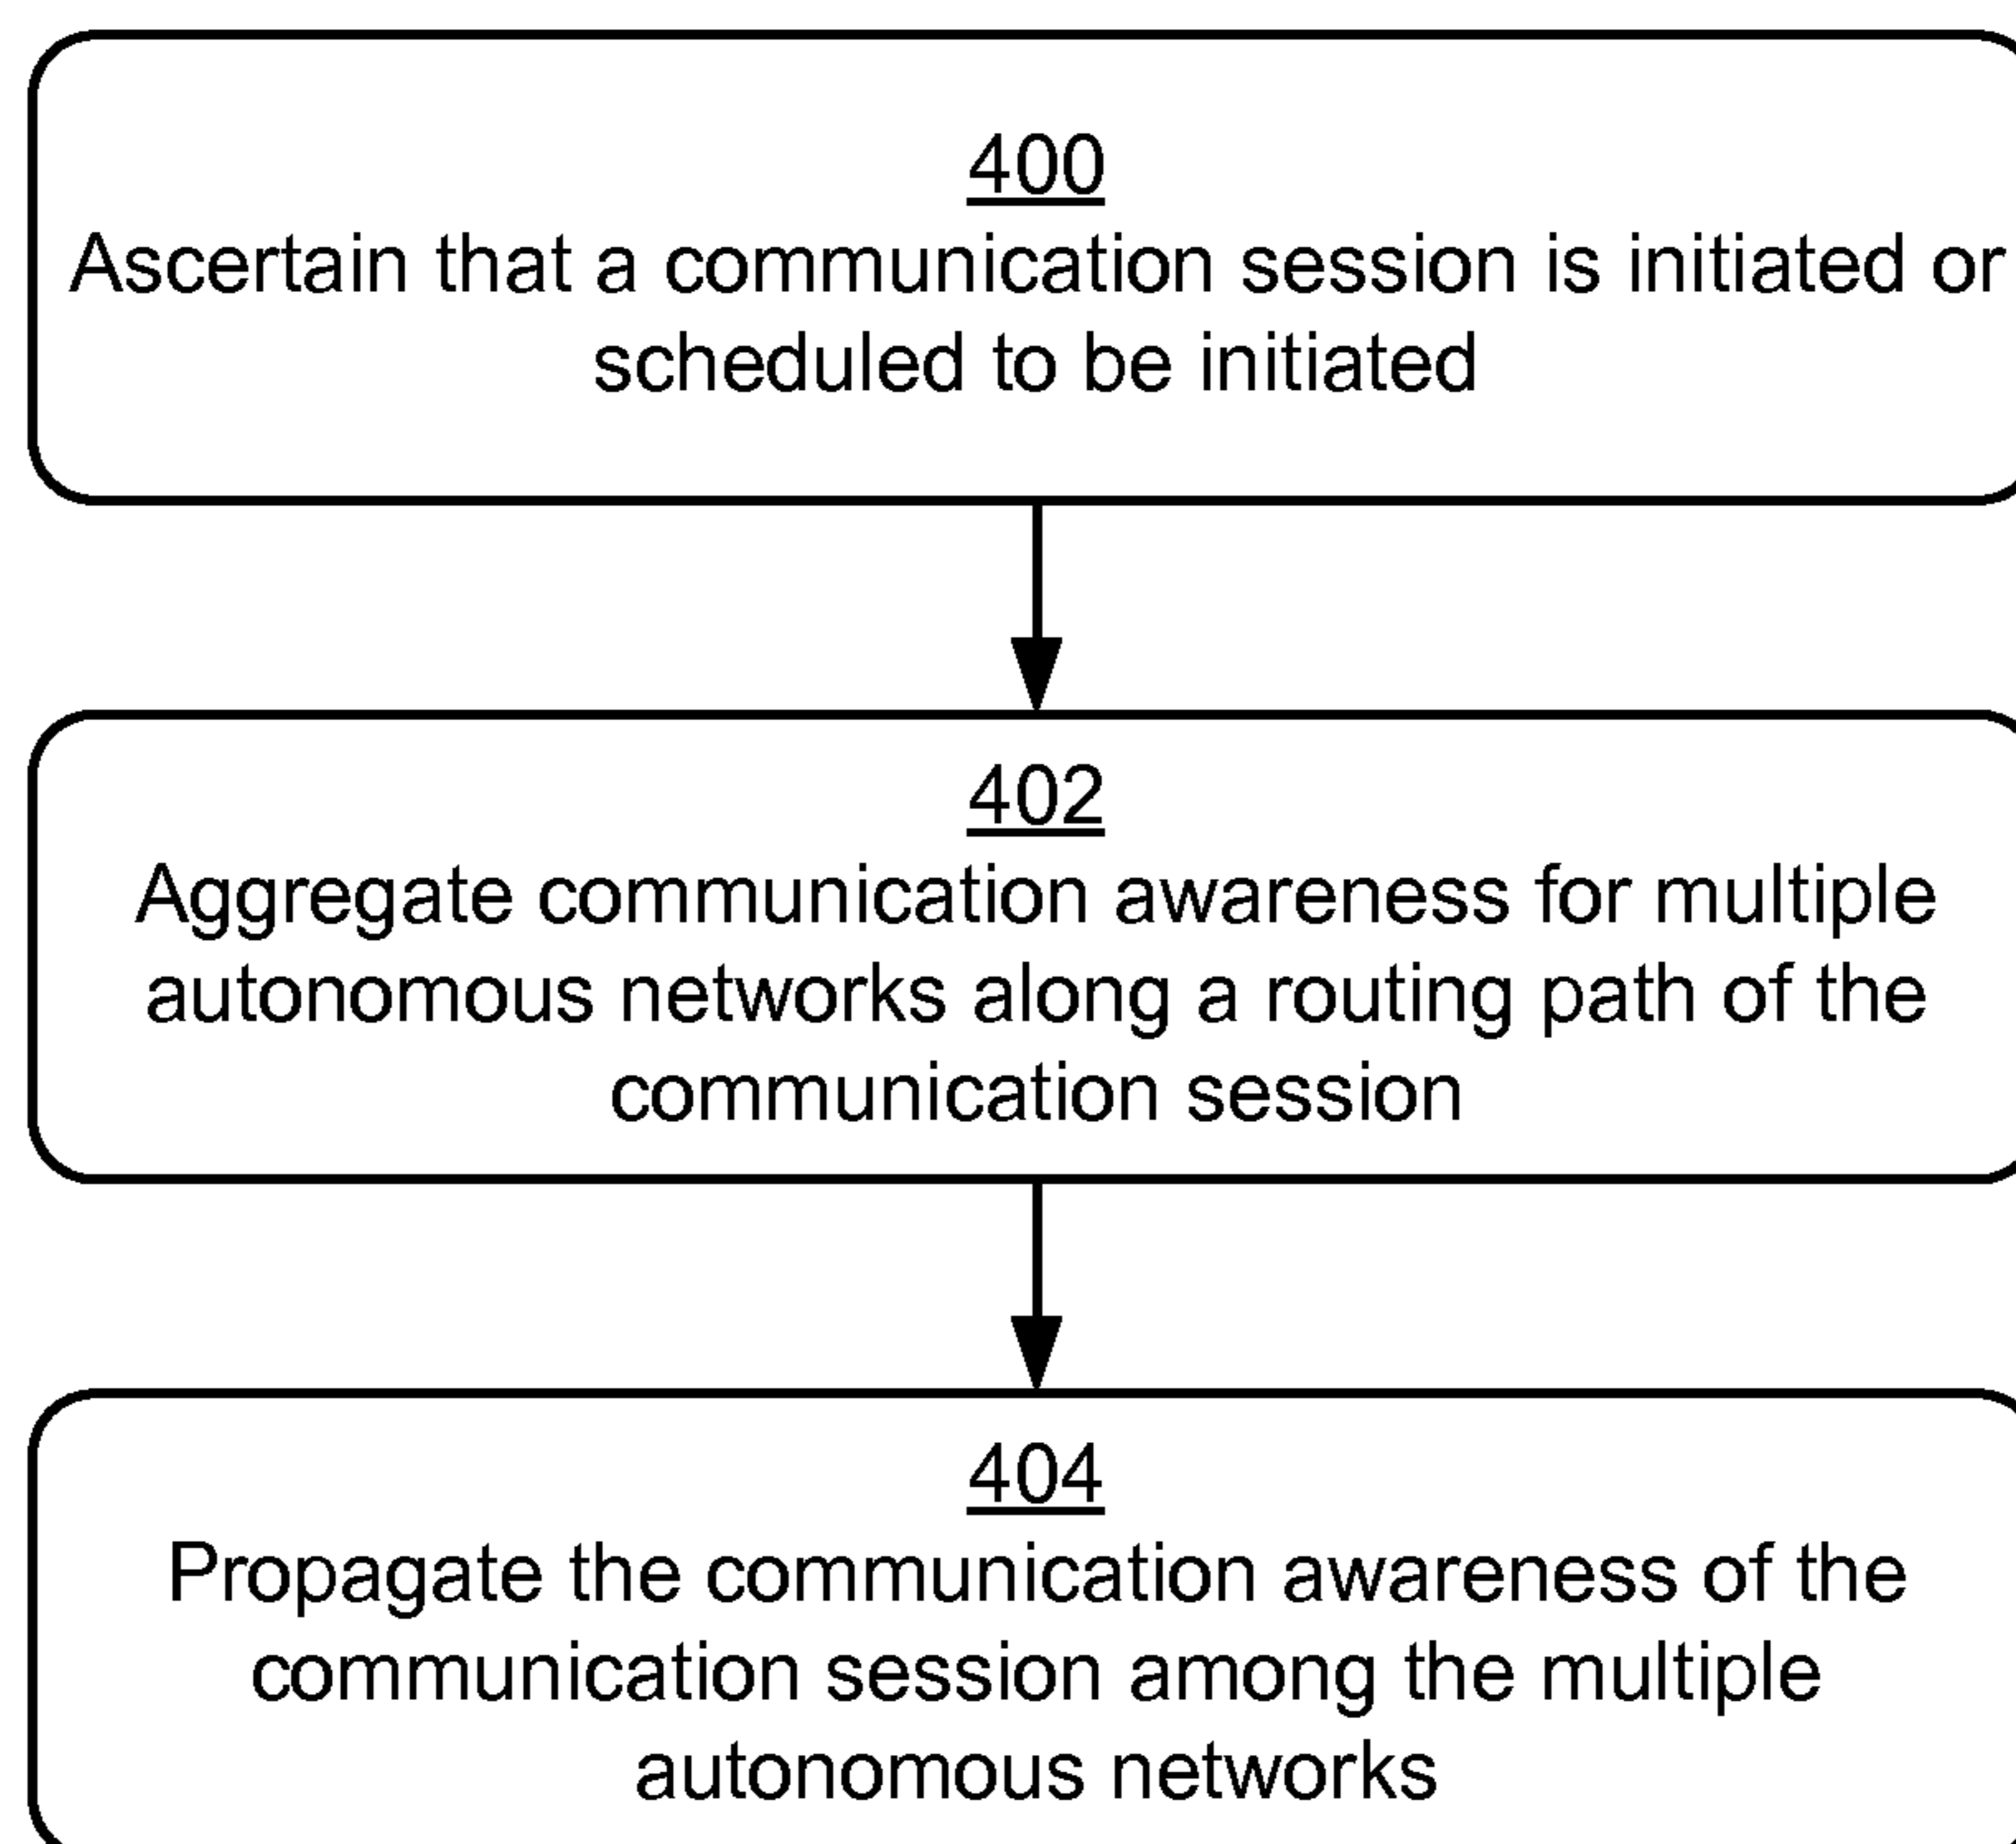 400
Ascertain that a communication session is initiated or
scheduled to be initiated
402
Aggregate communication awareness for multiple
autonomous networks along a routing path of the
communication session
404
Propagate the communication awareness of the
communication session among the multiple
autonomous networks